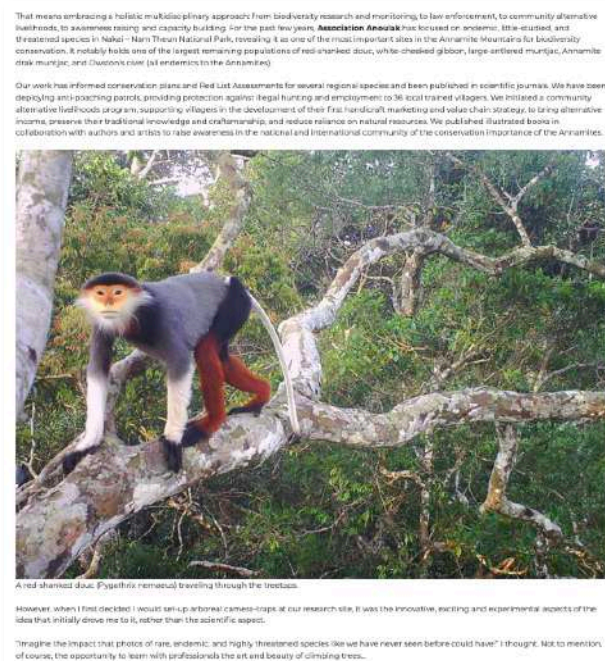 That means embracing a holistic multidisciplinary approach: from biodiversity research and monitoring, to law enforcement, to community alternative
livelihoods, to awareness raising and capacity building. For the past few years, Association Anoulak has focused on endemic, little-studied, and
threatened species in Nakai – Nam Theun National Park, revealing it as one of the most important sites in the Annamite Mountains for biodiversity
conservation. It notably holds one of the largest remaining populations of red-shanked douc, white-cheeked gibbon, large-antlered muntjac, Annamite
dark muntjac, and Owston's civet (all endemics to the Annamites)
Our work has informed conservation plans and Red List Assessments for several regional species and been published in scientific journals. We have been
deploying anti-poaching patrols, providing protection against illegal hunting and employment to 36 local trained villagers. We initiated a community
alternative livelihoods program, supporting villagers in the development of their first handicraft marketing and value chain strategy, to bring alternative
income, preserve their traditional knowledge and craftsmanship, and reduce reliance on natural resources. We published illustrated books in
collaboration with authors and artists to raise awareness in the national and international community of the conservation importance of the Annamites.
A red-shanked douc (Pygathrix nemaeus) traveling through the treetops.
However, when I first decided I would set-up arboreal camera-traps at our research site, it was the innovative, exciting and experimental aspects of the
idea that initially drove me to it, rather than the scientific aspect.
"Imagine the impact that photos of rare, endemic, and highly threatened species like we have never seen before could have!" I thought. Not to mention,
of course, the opportunity to learn with professionals the art and beauty of climbing trees...